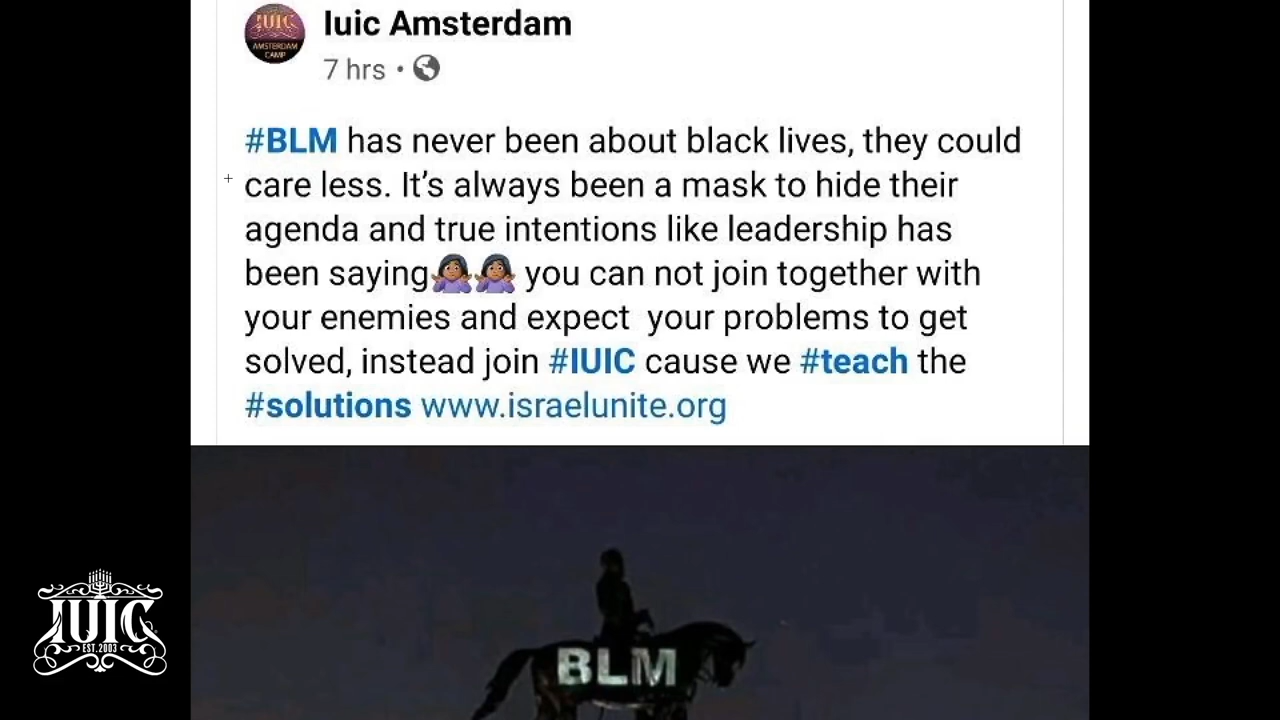 IUIC
AMSTERDAM
CAMP
Iuic Amsterdam
7 hrs •
#BLM has never been about black lives, they could
care less. It’s always been a mask to hide their
agenda and true intentions like leadership has
been saying🤷🏽‍♀️🤷🏽‍♀️ you can not join together with
your enemies and expect  your problems to get
solved, instead join #IUIC cause we #teach the
#solutions www.israelunite.org
BLM
IUIC
EST. 2003